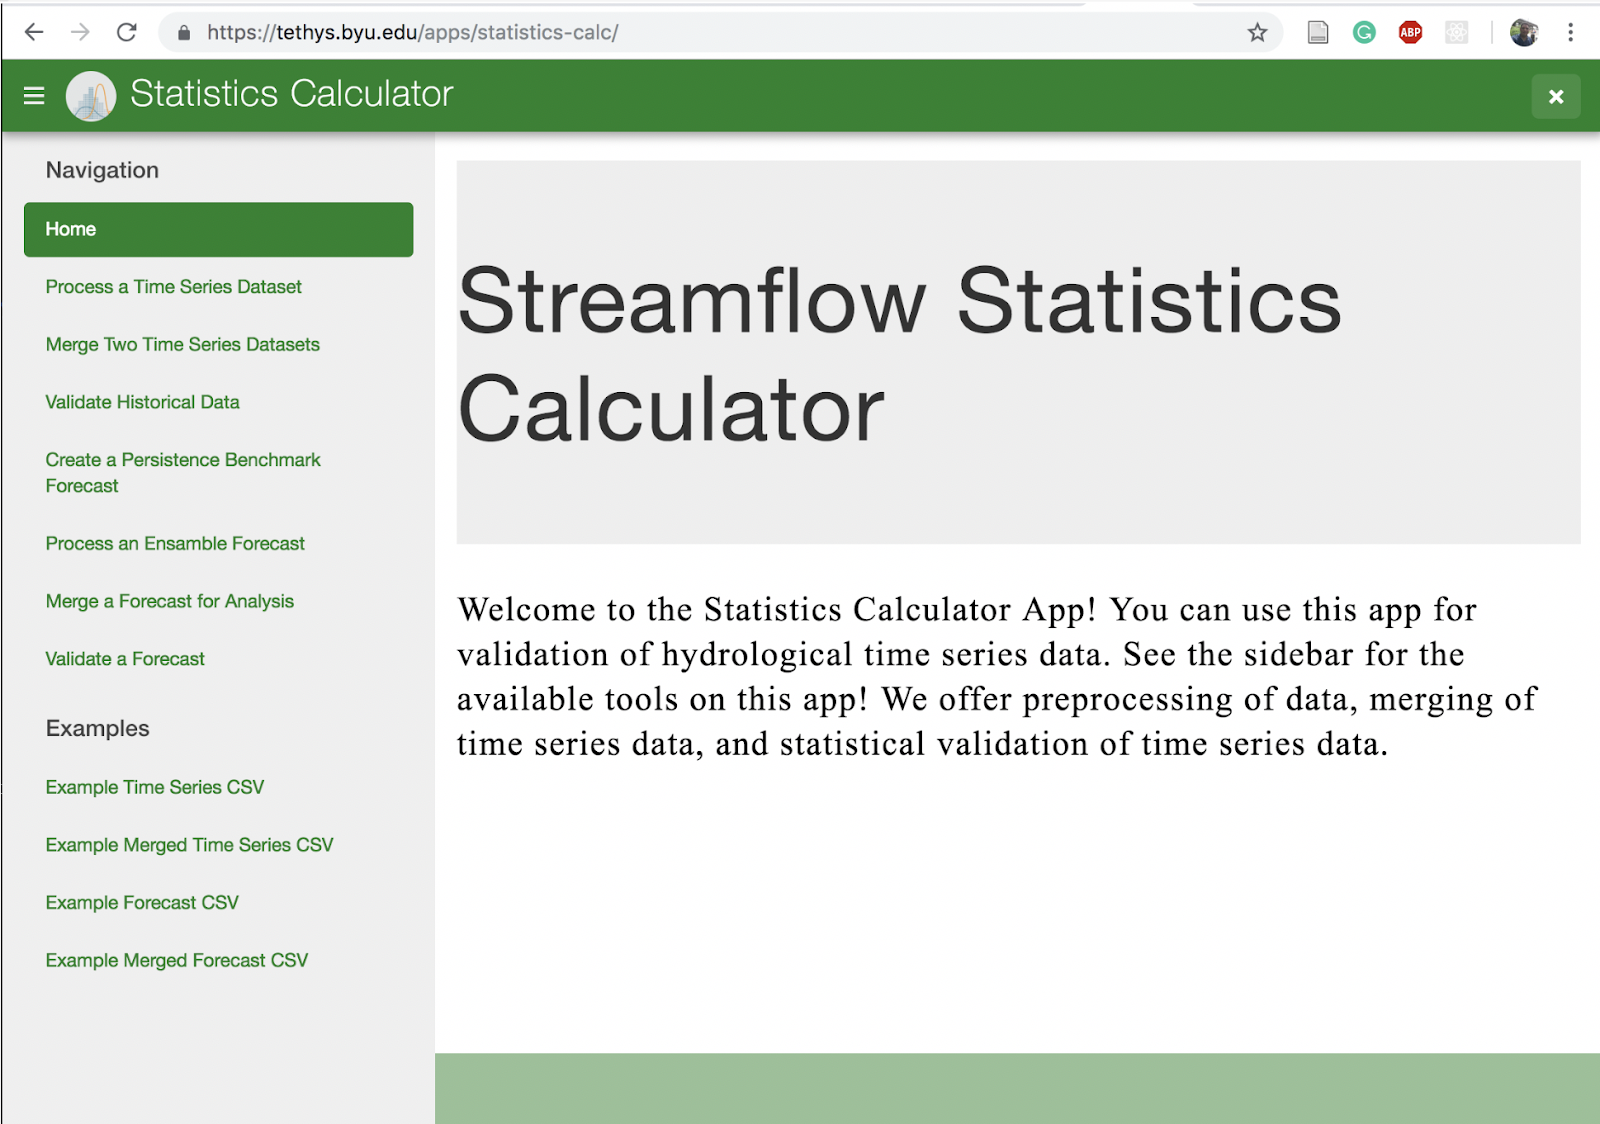 https://tethys.byu.edu/apps/statistics-calc/
ABP
Statistics Calculator
Navigation
Home
Process a Time Series Dataset
Merge Two Time Series Datasets
Validate Historical Data
Create a Persistence Benchmark
Forecast
Process an Ensamble Forecast
Merge a Forecast for Analysis
Validate a Forecast
Examples
Example Time Series CSV
Example Merged Time Series CSV
Example Forecast CSV
Example Merged Forecast CSV
Streamflow Statistics
Calculator
Welcome to the Statistics Calculator App! You can use this app for
validation of hydrological time series data. See the sidebar for the
available tools on this app! We offer preprocessing of data, merging of
time series data, and statistical validation of time series data.